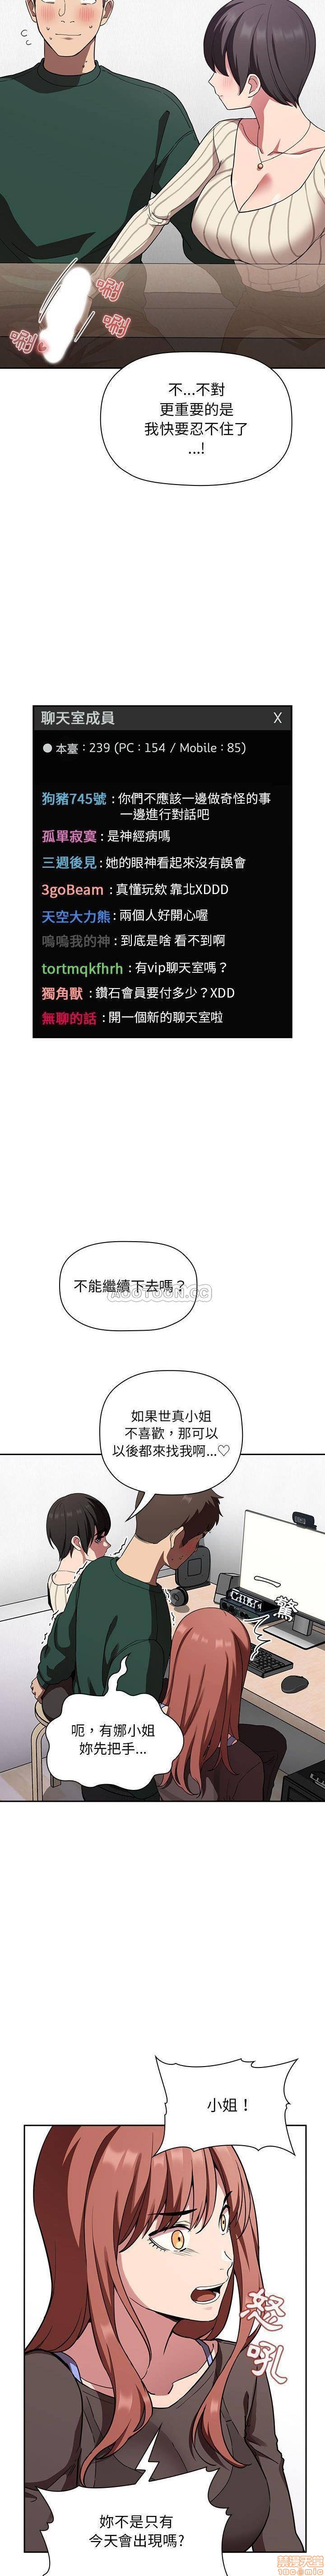 唧
唧
唧
不...不對
更重要的是
我快要忍不住了
...!
聊天室成員 X
● 本臺：239 (PC：154 / Mobile：85)
狗豬745號：你們不應該一邊做奇怪的事
一邊進行對話吧
孤單寂寞：是神經病嗎
三週後見：她的眼神看起來沒有誤會
3goBeam：真懂玩欸 靠北XDDD
天空大力熊：兩個人好開心喔
嗚嗚我的神：到底是啥 看不到啊
tortmqkfhrh：有vip聊天室嗎？
獨角獸：鑽石會員要付多少？XDD
無聊的話：開一個新的聊天室啦
不能繼續下去嗎？
如果世真小姐
不喜歡，那可以
以後都來找我啊...♡
驚
呃，有娜小姐
妳先把手...
小姐！
怒
吼
妳不是只有
今天會出現嗎?